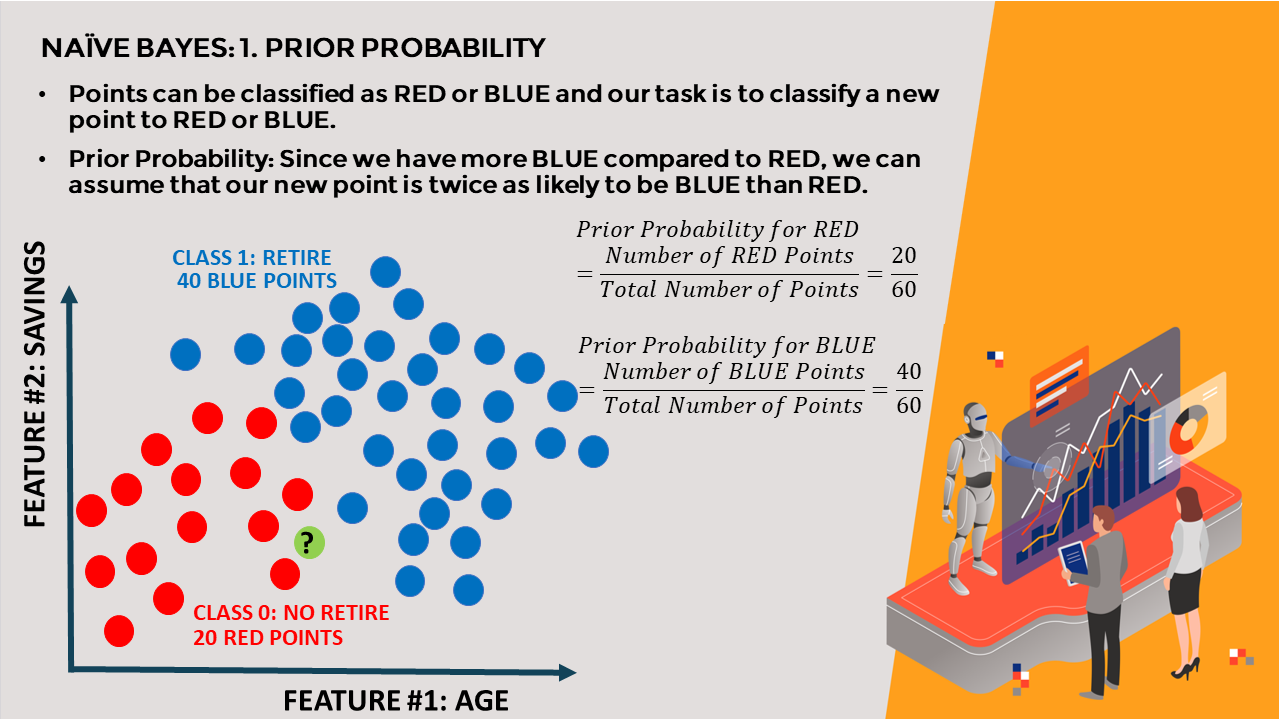 NAÏVE BAYES: 1. PRIOR PROBABILITY
• Points can be classified as RED or BLUE and our task is to classify a new
point to RED or BLUE.
• Prior Probability: Since we have more BLUE compared to RED, we can
assume that our new point is twice as likely to be BLUE than RED.
Prior Probability for RED
= Number of RED Points / Total Number of Points = 20 / 60
Prior Probability for BLUE
= Number of BLUE Points / Total Number of Points = 40 / 60
CLASS 1: RETIRE
40 BLUE POINTS
FEATURE #2: SAVINGS
?
CLASS 0: NO RETIRE
20 RED POINTS
FEATURE #1: AGE